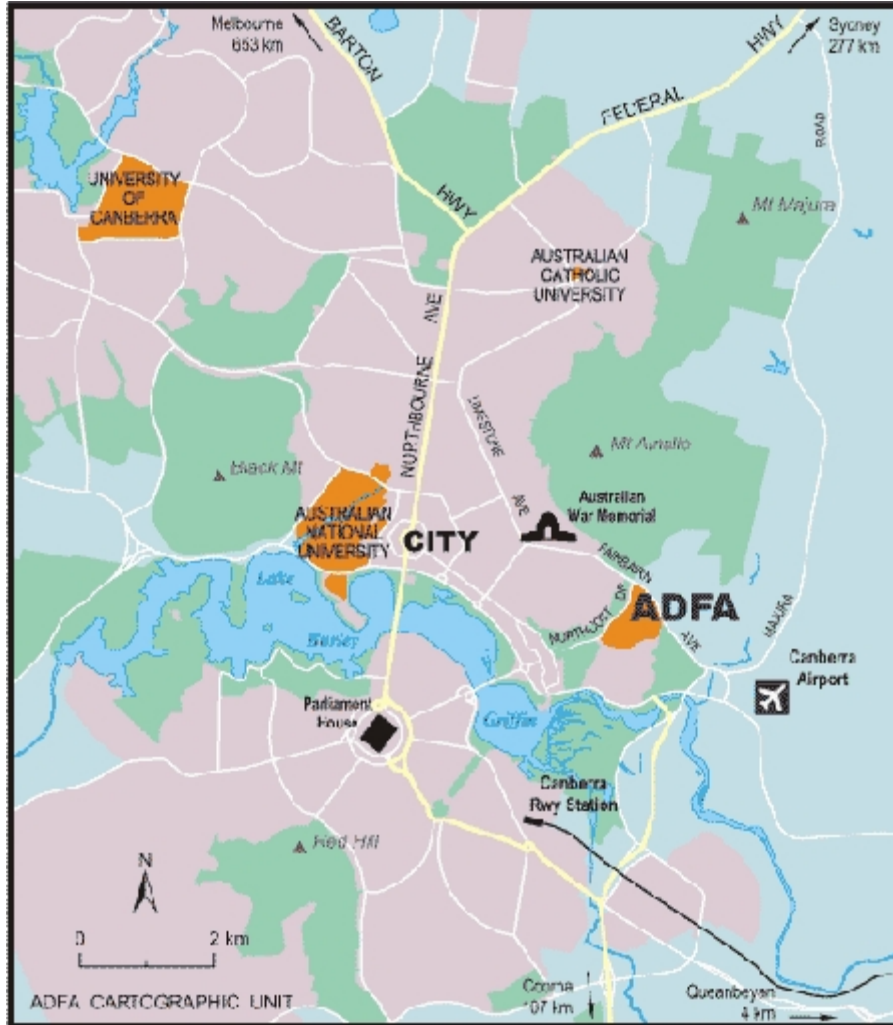 Melbourne
653 km
BARTON
HWY
Sydney
277 km
HWY
FEDERAL
ROAD
UNIVERSITY
OF
CANBERRA
Mt Majura
AUSTRALIAN
CATHOLIC
UNIVERSITY
AVE
NORTHBOURNE
LIMESTONE
AVE
Mt Ainslie
Black Mt
Australian
War Memorial
AUSTRALIAN
NATIONAL
UNIVERSITY
CITY
FAIRBAIRN
AVE
Lake
Burley
Griffin
NORTHCOTT
DR
ADFA
MAJURA
Canberra
Airport
Parliament
House
Canberra
Rwy Station
Red Hill
N
0 2 km
ADFA CARTOGRAPHIC UNIT
Cooma
107 km
Queanbeyan
4 km